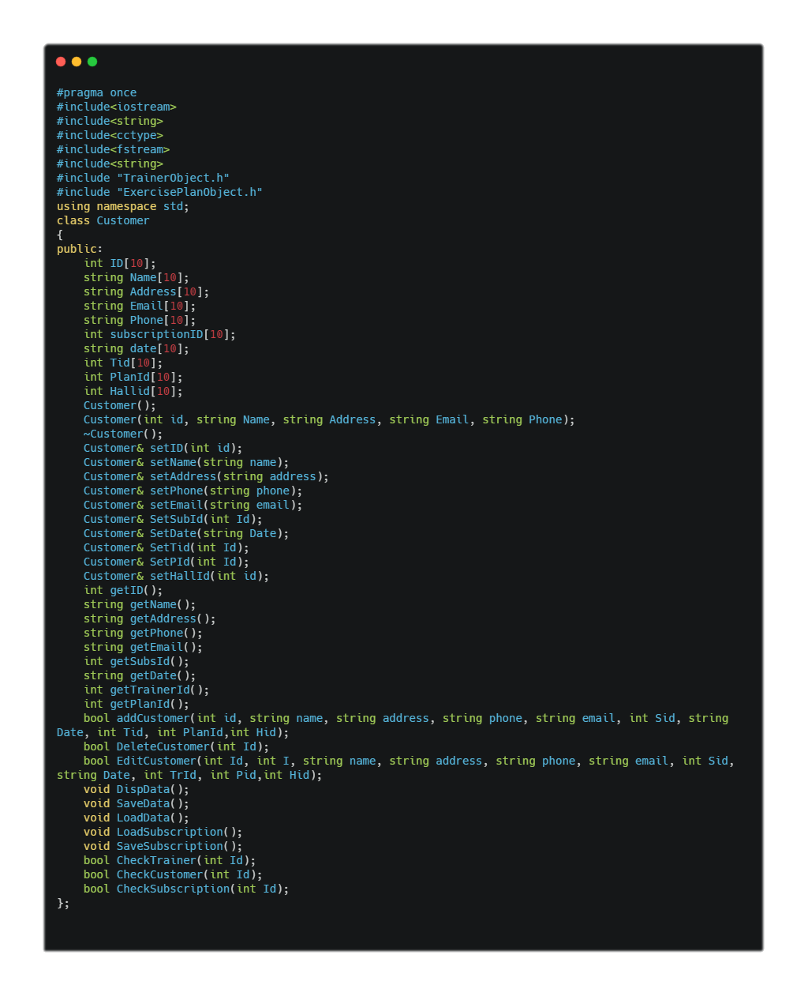 #pragma once
#include<iostream>
#include<string>
#include<cctype>
#include<fstream>
#include<string>
#include "TrainerObject.h"
#include "ExercisePlanObject.h"
using namespace std;
class Customer
{
public:
    int ID[10];
    string Name[10];
    string Address[10];
    string Email[10];
    string Phone[10];
    int subscriptionID[10];
    string date[10];
    int Tid[10];
    int PlanId[10];
    int Hallid[10];
    Customer();
    Customer(int id, string Name, string Address, string Email, string Phone);
    ~Customer();
    Customer& setID(int id);
    Customer& setName(string name);
    Customer& setAddress(string address);
    Customer& setPhone(string phone);
    Customer& setEmail(string email);
    Customer& SetSubId(int Id);
    Customer& SetDate(string Date);
    Customer& SetTid(int Id);
    Customer& SetPId(int Id);
    Customer& setHallId(int id);
    int getID();
    string getName();
    string getAddress();
    string getPhone();
    string getEmail();
    int getSubsId();
    string getDate();
    int getTrainerId();
    int getPlanId();
    bool addCustomer(int id, string name, string address, string phone, string email, int Sid, string
Date, int Tid, int PlanId,int Hid);
    bool DeleteCustomer(int Id);
    bool EditCustomer(int Id, int I, string name, string address, string phone, string email, int Sid,
string Date, int TrId, int Pid,int Hid);
    void DispData();
    void SaveData();
    void LoadData();
    void LoadSubscription();
    void SaveSubscription();
    bool CheckTrainer(int Id);
    bool CheckCustomer(int Id);
    bool CheckSubscription(int Id);
};